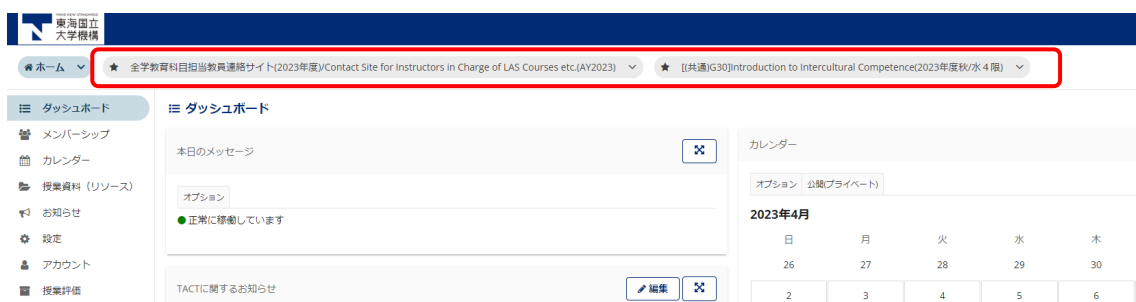 MAKE NEW STANDARDS.
東海国立
大学機構
ホーム
全学教育科目担当教員連絡サイト(2023年度)/Contact Site for Instructors in Charge of LAS Courses etc.(AY2023)
[(共通)G30]Introduction to Intercultural Competence(2023年度秋/水４限)
ダッシュボード
メンバーシップ
カレンダー
授業資料（リソース）
お知らせ
設定
アカウント
授業評価
ダッシュボード
本日のメッセージ
オプション
正常に稼働しています
TACTに関するお知らせ
編集
カレンダー
オプション 公開(プライベート)
2023年4月
日 月 火 水 木
26 27 28 29 30
2 3 4 5 6